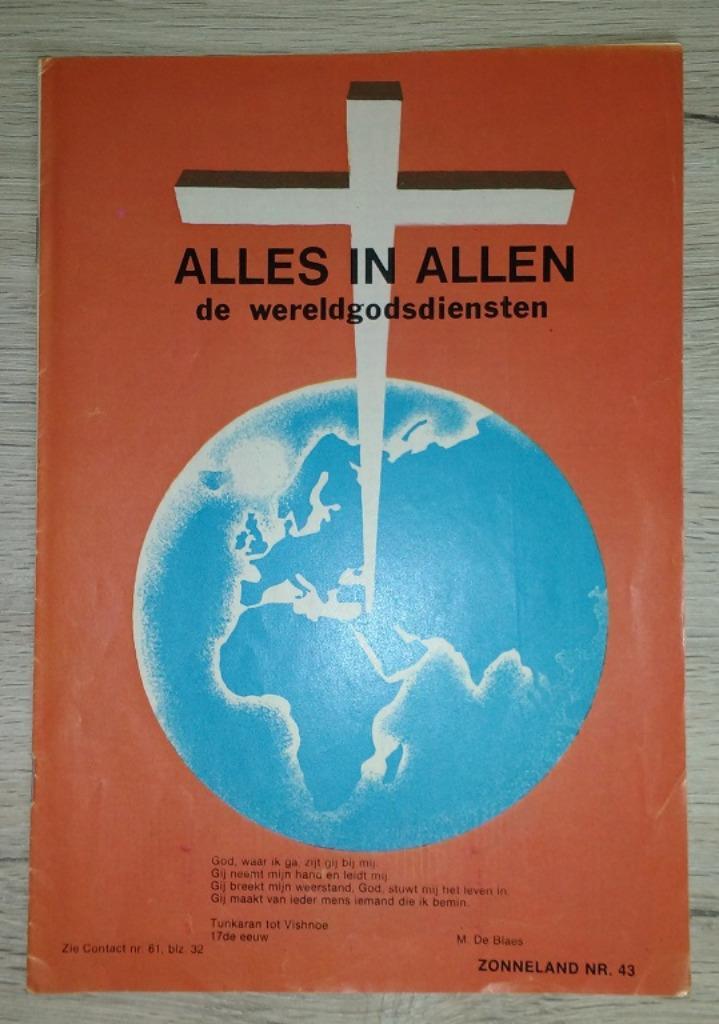 ALLES IN ALLEN
de wereldgodsdiensten
God, waar ik ga, zijt gij bij mij.
Gij neemt mijn hand en leidt mij.
Gij breekt mijn weerstand, God, stuwt mij het leven in.
Gij maakt van ieder mens iemand die ik bemin.
Tunkaran tot Vishnoe
17de eeuw
M. De Blaes
Zie Contact nr. 61, blz. 32
ZONNELAND NR. 43